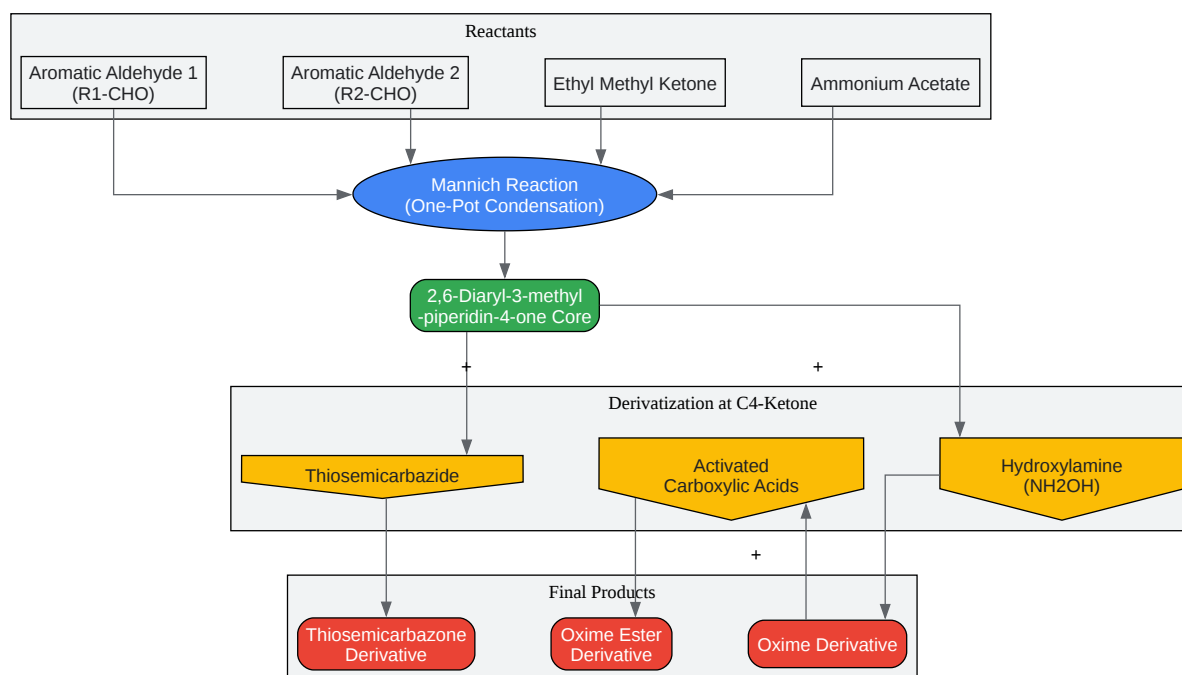 Reactants
Aromatic Aldehyde 1
(R1-CHO)
Aromatic Aldehyde 2
(R2-CHO)
Ethyl Methyl Ketone
Ammonium Acetate
Mannich Reaction
(One-Pot Condensation)
2,6-Diaryl-3-methyl
-piperidin-4-one Core
+
+
Derivatization at C4-Ketone
Thiosemicarbazide
Activated
Carboxylic Acids
Hydroxylamine
(NH2OH)
+
Final Products
Thiosemicarbazone
Derivative
Oxime Ester
Derivative
Oxime Derivative